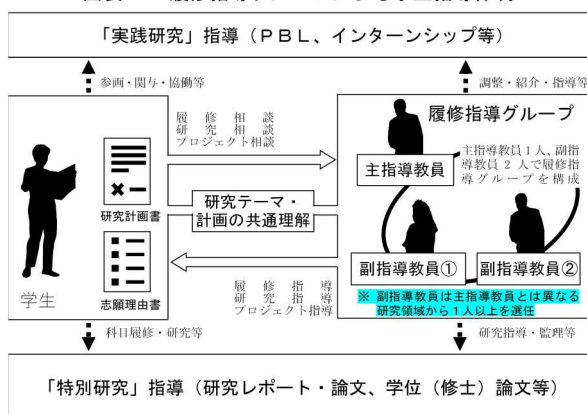 「実践研究」指導（ＰＢＬ、インターンシップ等）
参画・関与・協働等
調整・紹介・指導等
履修相談
研究相談
プロジェクト相談
履修指導グループ
主指導教員１人、副指導
教員２人で履修指
導グループを構成
主指導教員
研究計画書
研究テーマ・
計画の共通理解
副指導教員①
副指導教員②
志願理由書
学生
履修指導
研究指導
プロジェクト指導
※ 副指導教員は主指導教員とは異なる
研究領域から１人以上を選任
科目履修・研究等
研究指導・監理等
「特別研究」指導（研究レポート・論文、学位（修士）論文等）